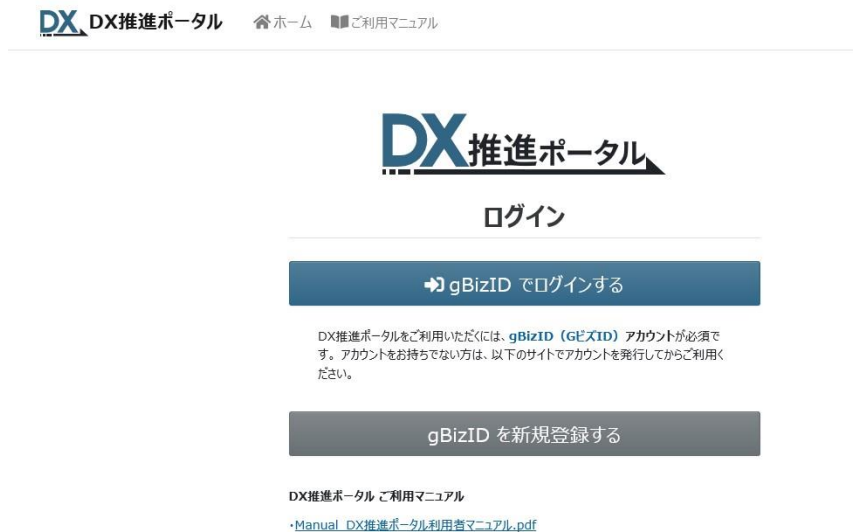 DX DX推進ポータル ホーム ご利用マニュアル
DX推進ポータル
ログイン
gBizID でログインする
DX推進ポータルをご利用いただくには、gBizID（GビズID）アカウントが必須で
す。アカウントをお持ちでない方は、以下のサイトでアカウントを発行してからご利用く
ださい。
gBizID を新規登録する
DX推進ポータル ご利用マニュアル
・Manual_DX推進ポータル利用者マニュアル.pdf